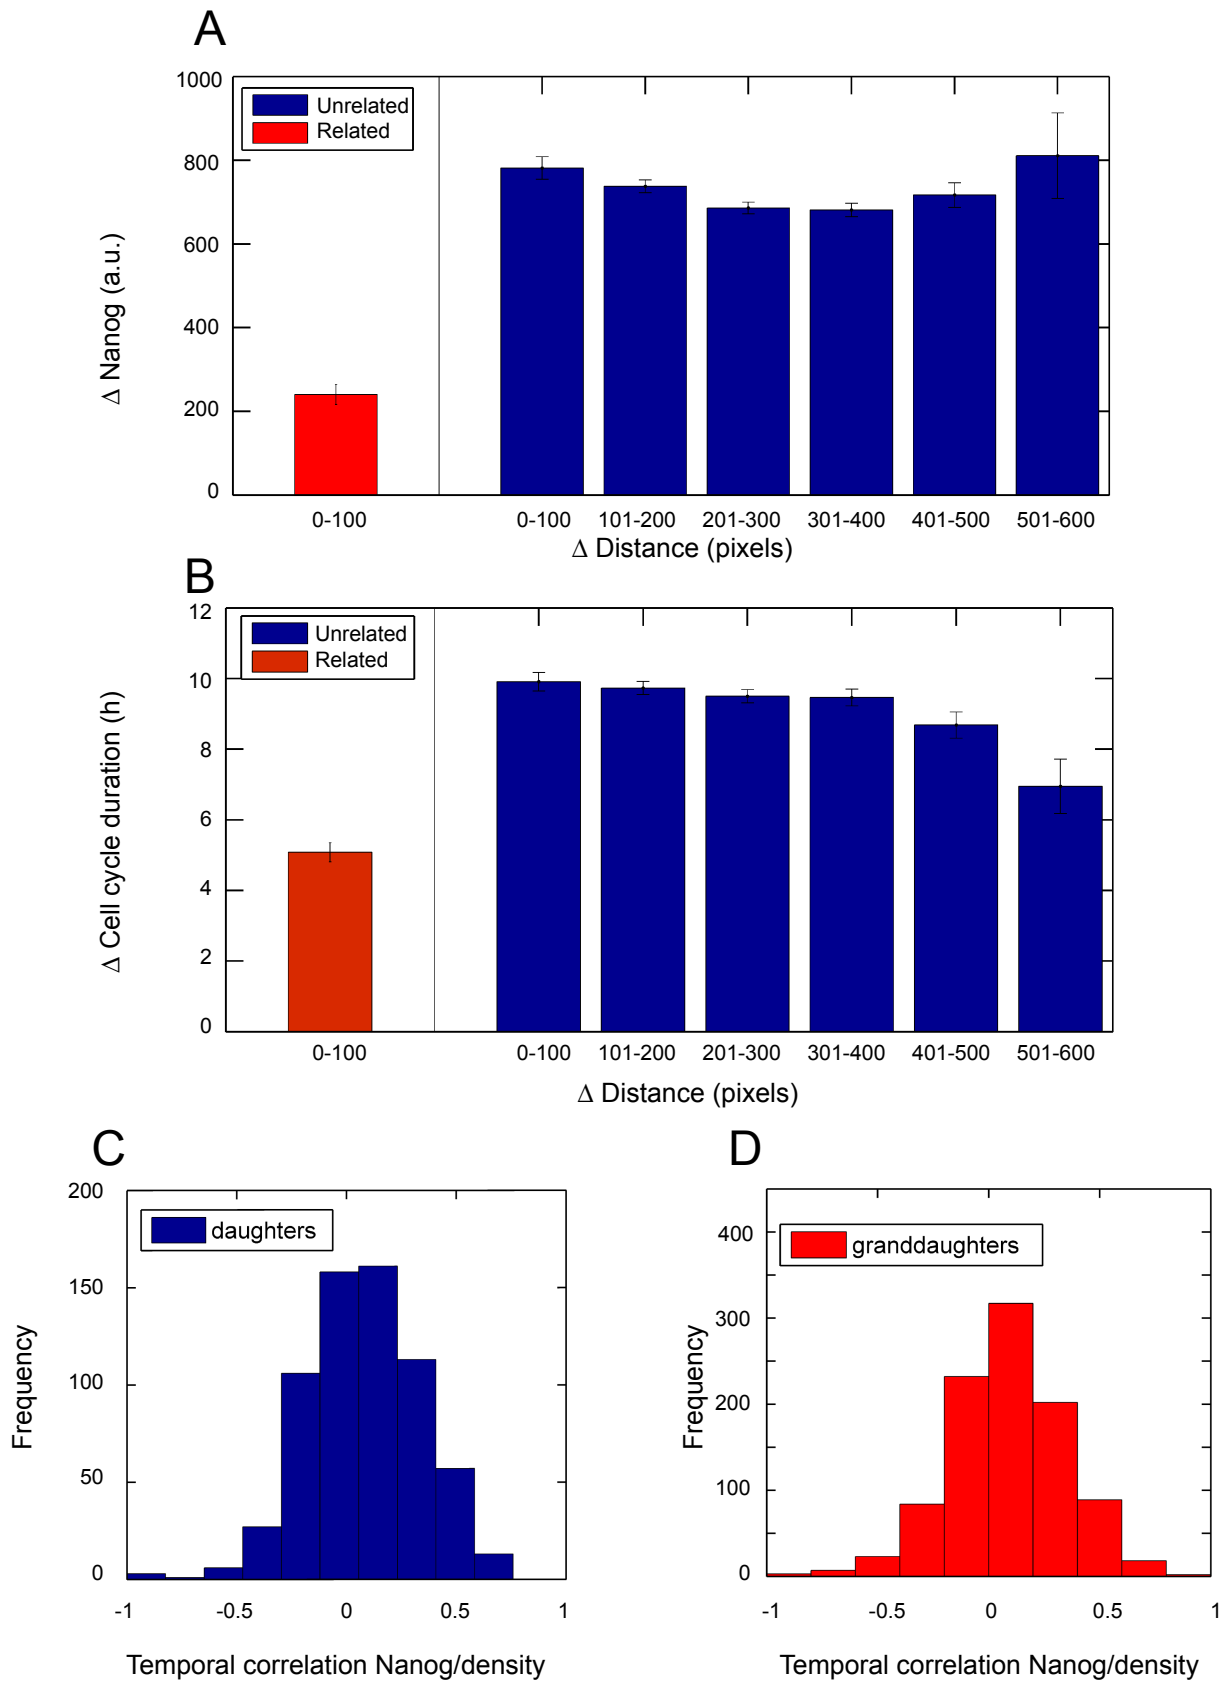 A
1000
800
600
400
200
0
Unrelated
Related
Δ Nanog (a.u.)
0-100 0-100 101-200 201-300 301-400 401-500 501-600
Δ Distance (pixels)
B
12
10
8
6
4
2
0
Unrelated
Related
Δ Cell cycle duration (h)
0-100 0-100 101-200 201-300 301-400 401-500 501-600
Δ Distance (pixels)
C
200
150
100
50
0
daughters
Frequency
-1 -0.5 0 0.5 1
Temporal correlation Nanog/density
D
400
300
200
100
0
granddaughters
Frequency
-1 -0.5 0 0.5 1
Temporal correlation Nanog/density